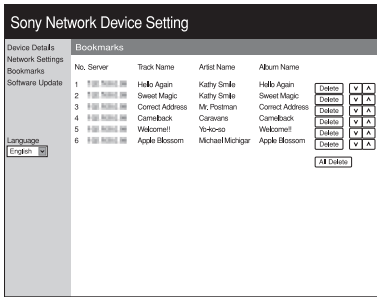 Sony Network Device Setting
Device Details
Network Settings
Bookmarks
Software Update
Language
English
Bookmarks
No. Server Track Name Artist Name Album Name
1 Hello Again Kathy Smile Hello Again Delete V Λ
2 Sweet Magic Kathy Smile Sweet Magic Delete V Λ
3 Correct Address Mr. Postman Correct Address Delete V Λ
4 Camelback Caravans Camelback Delete V Λ
5 Welcome!! Yo-ko-so Welcome!! Delete V Λ
6 Apple Blossom Michael Michigar Apple Blossom Delete V Λ
All Delete